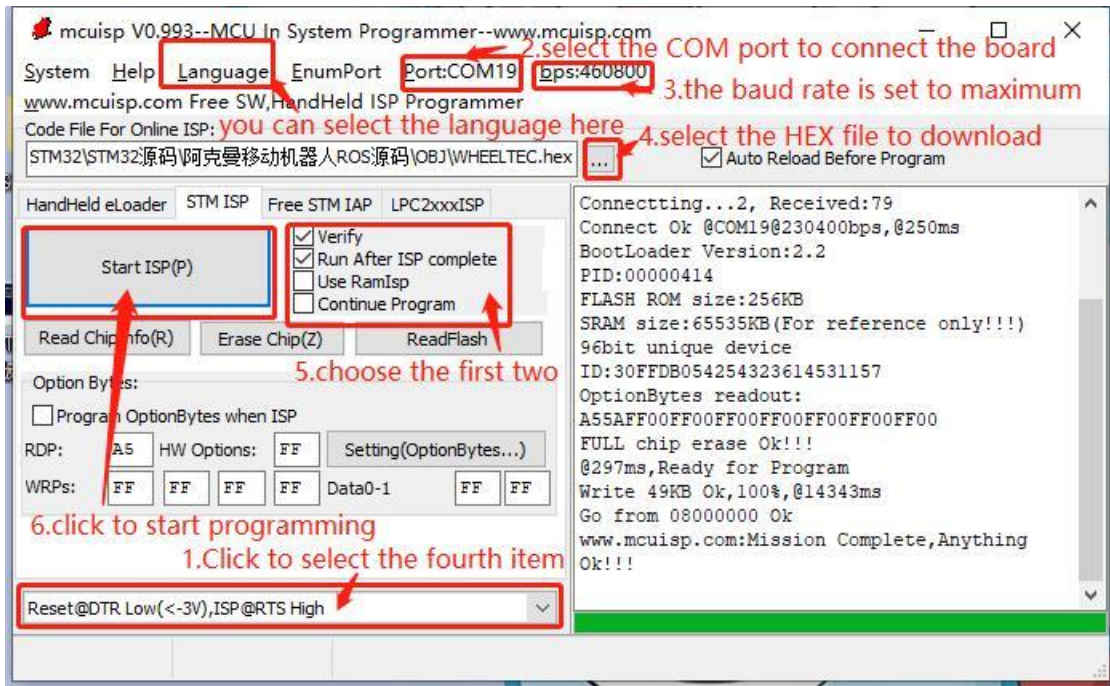 mcuisp V0.993--MCU In System Programmer--www.mcuisp.com
2.select the COM port to connect the board
System Help Language EnumPort Port:COM19 bps:460800
3.the baud rate is set to maximum
www.mcuisp.com Free SW,HandHeld ISP Programmer
Code File For Online ISP:
you can select the language here
4.select the HEX file to download
STM32\STM32源码\阿克曼移动机器人ROS源码\OBJ\WHEELTEC.hex
...
Auto Reload Before Program
HandHeld eLoader STM ISP Free STM IAP LPC2xxxISP
Start ISP(P)
Verify
Run After ISP complete
Use RamIsp
Continue Program
Read Chip Info(R) Erase Chip(Z) ReadFlash
5.choose the first two
Option Bytes:
Program OptionBytes when ISP
RDP: A5 HW Options: FF Setting(OptionBytes...)
WRPs: FF FF FF FF Data0-1 FF FF
6.click to start programming
1.Click to select the fourth item
Reset@DTR Low(<-3V),ISP@RTS High
Connectting...2, Received:79
Connect Ok @COM19@230400bps,@250ms
BootLoader Version:2.2
PID:00000414
FLASH ROM size:256KB
SRAM size:65535KB(For reference only!!!)
96bit unique device
ID:30FFDB054254323614531157
OptionBytes readout:
A55AFF00FF00FF00FF00FF00FF00FF00
FULL chip erase Ok!!!
@297ms,Ready for Program
Write 49KB Ok,100%,@14343ms
Go from 08000000 Ok
www.mcuisp.com:Mission Complete,Anything
Ok!!!